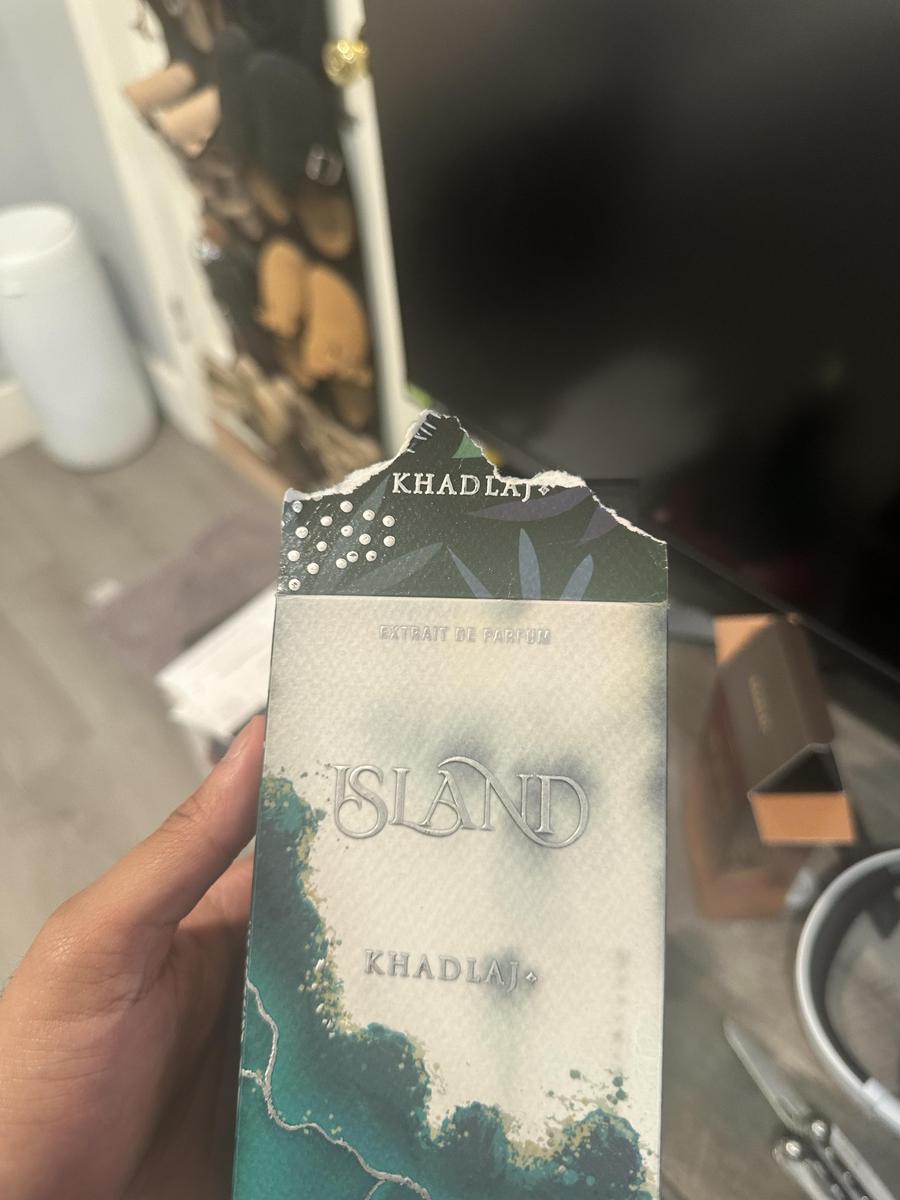 KHADLAJ
EXTRAIT DE PARFUM
ISLAND
KHADLAJ